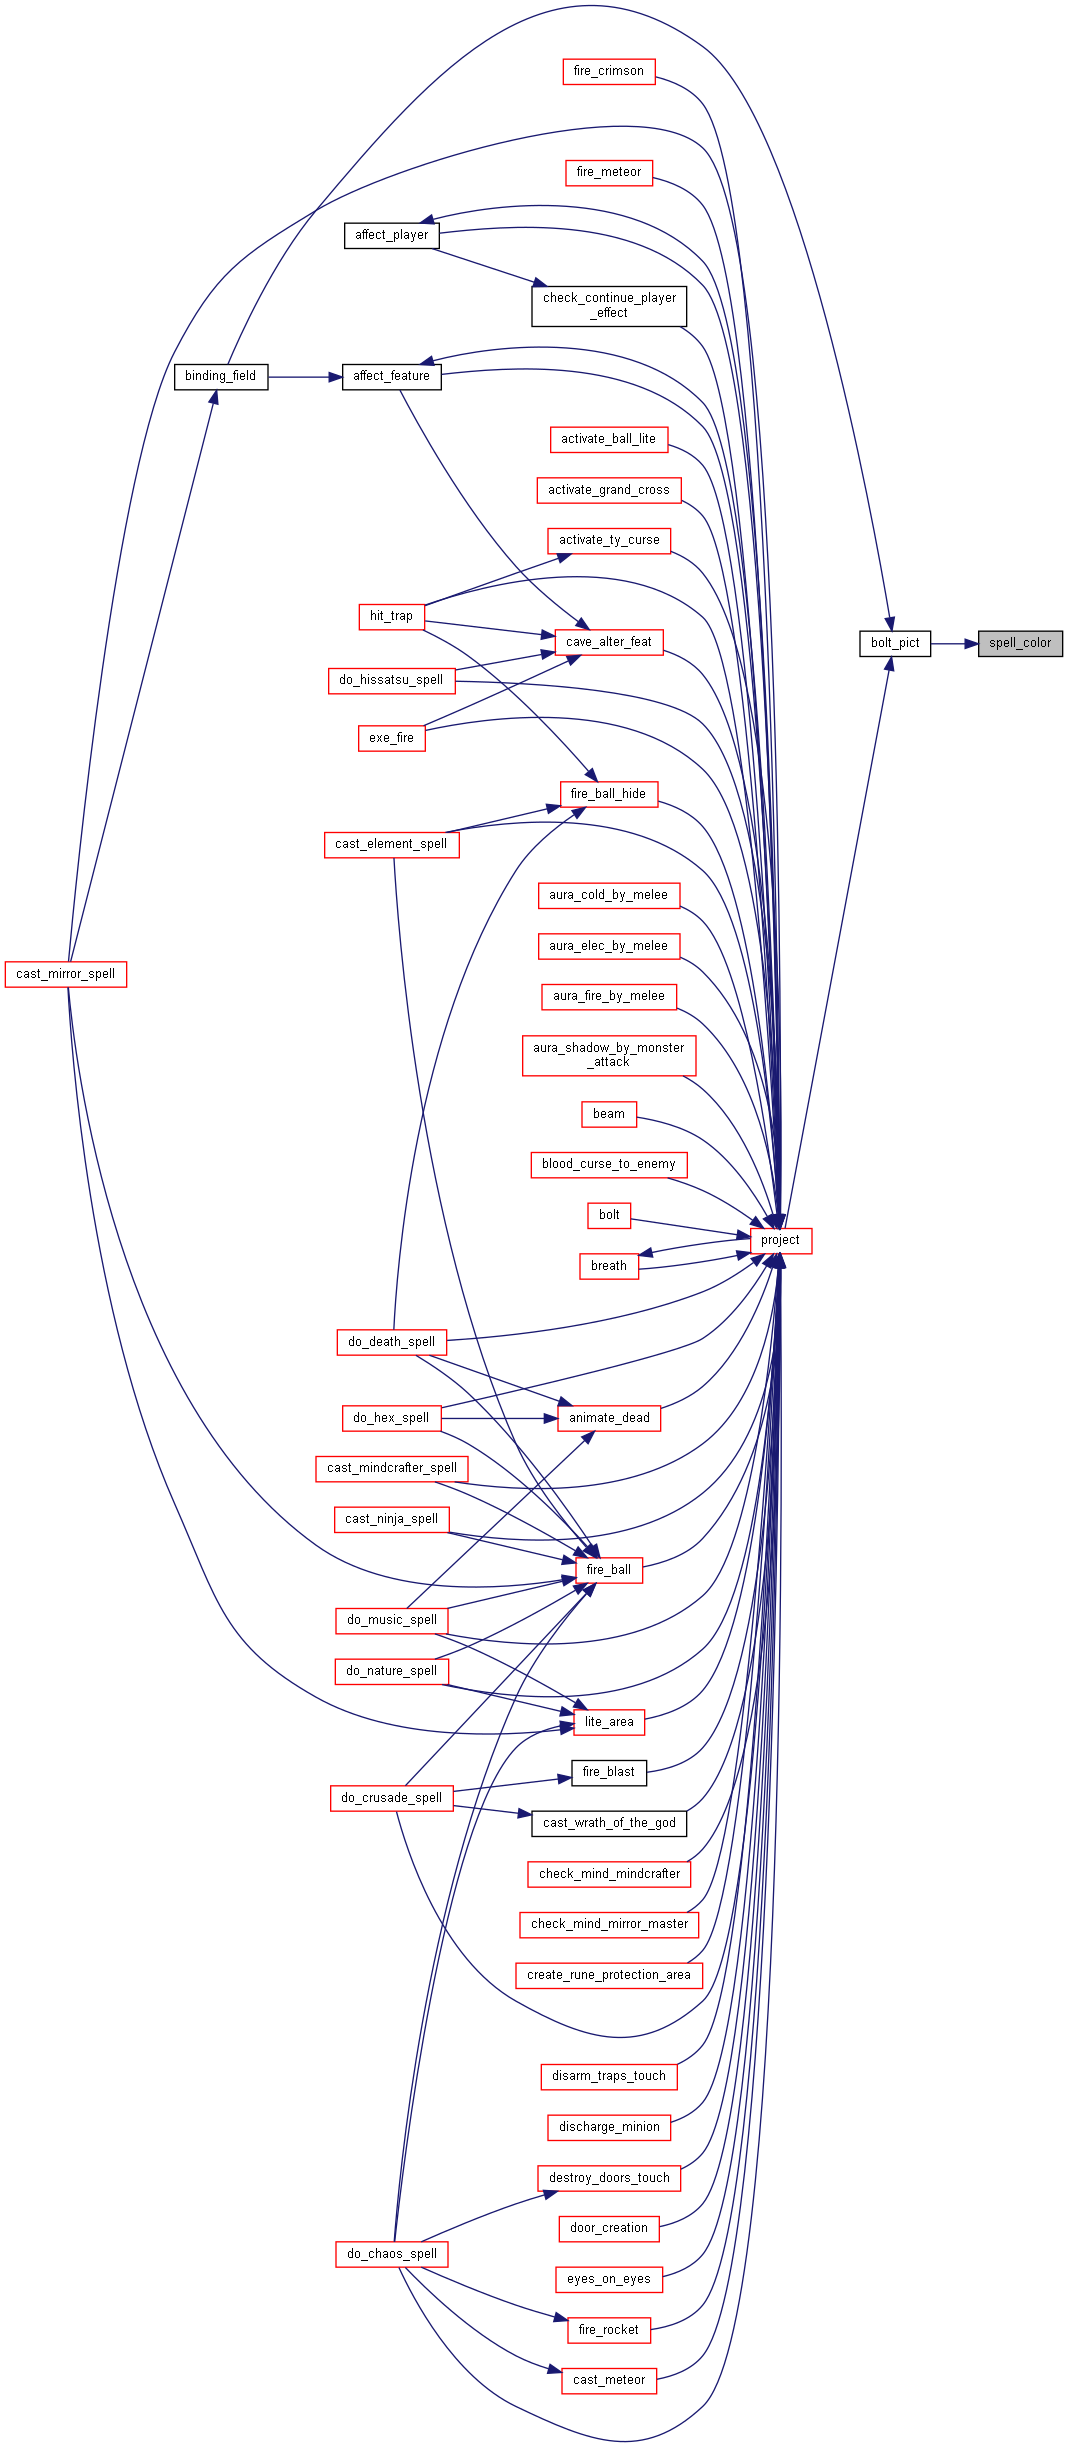 fire_crimson
fire_meteor
affect_player
check_continue_player
_effect
binding_field
affect_feature
activate_ball_lite
activate_grand_cross
activate_ty_curse
hit_trap
cave_alter_feat
bolt_pict
spell_color
do_hissatsu_spell
exe_fire
fire_ball_hide
cast_element_spell
aura_cold_by_melee
aura_elec_by_melee
cast_mirror_spell
aura_fire_by_melee
aura_shadow_by_monster
_attack
beam
blood_curse_to_enemy
bolt
project
breath
do_death_spell
do_hex_spell
animate_dead
cast_mindcrafter_spell
cast_ninja_spell
fire_ball
do_music_spell
do_nature_spell
lite_area
fire_blast
do_crusade_spell
cast_wrath_of_the_god
check_mind_mindcrafter
check_mind_mirror_master
create_rune_protection_area
disarm_traps_touch
discharge_minion
destroy_doors_touch
door_creation
do_chaos_spell
eyes_on_eyes
fire_rocket
cast_meteor